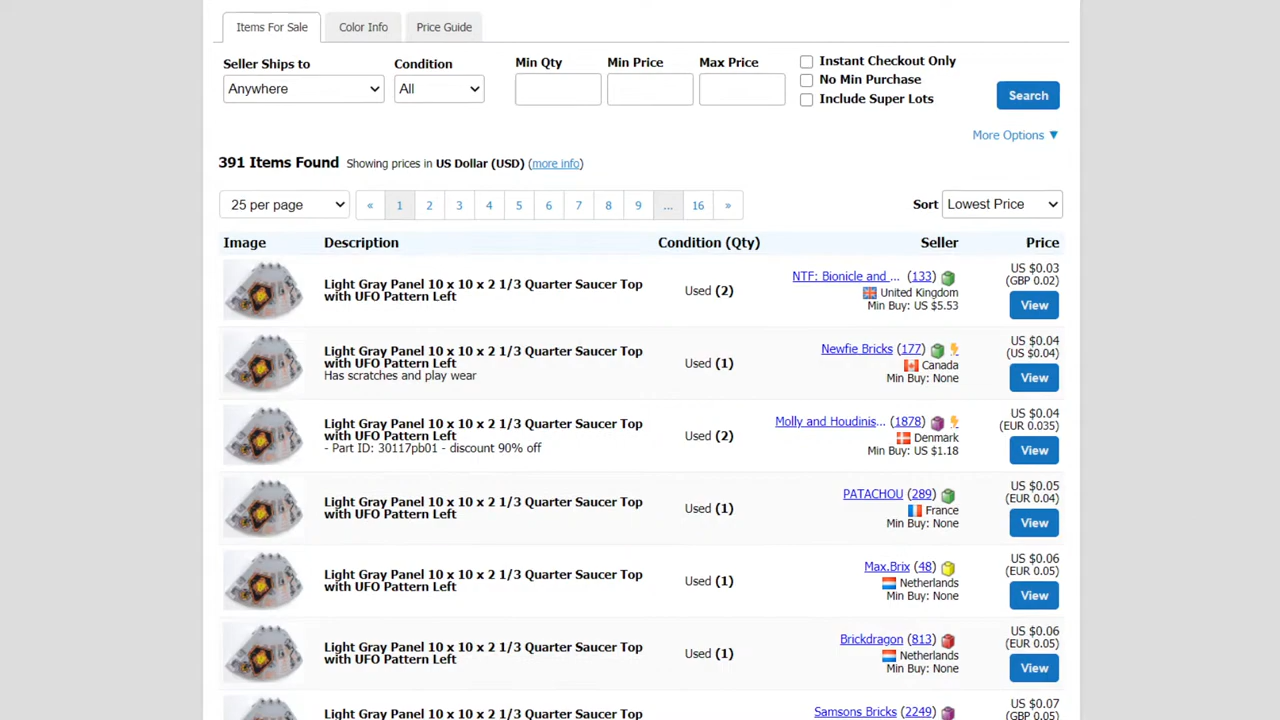 Items For Sale Color Info Price Guide
Seller Ships to Condition Min Qty Min Price Max Price Instant Checkout Only
Anywhere All No Min Purchase
Include Super Lots Search
More Options ▼
391 Items Found Showing prices in US Dollar (USD) (more info)
25 per page « 1 2 3 4 5 6 7 8 9 ... 16 » Sort Lowest Price
Image Description Condition (Qty) Seller Price
Light Gray Panel 10 x 10 x 2 1/3 Quarter Saucer Top
with UFO Pattern Left
Used (2)
NTF: Bionicle and ... (133)
United Kingdom
Min Buy: US $5.53
US $0.03
(GBP 0.02)
View
Light Gray Panel 10 x 10 x 2 1/3 Quarter Saucer Top
with UFO Pattern Left
Has scratches and play wear
Used (1)
Newfie Bricks (177)
Canada
Min Buy: None
US $0.04
(US $0.04)
View
Light Gray Panel 10 x 10 x 2 1/3 Quarter Saucer Top
with UFO Pattern Left
- Part ID: 30117pb01 - discount 90% off
Used (2)
Molly and Houdinis... (1878)
Denmark
Min Buy: US $1.18
US $0.04
(EUR 0.035)
View
Light Gray Panel 10 x 10 x 2 1/3 Quarter Saucer Top
with UFO Pattern Left
Used (1)
PATACHOU (289)
France
Min Buy: None
US $0.05
(EUR 0.04)
View
Light Gray Panel 10 x 10 x 2 1/3 Quarter Saucer Top
with UFO Pattern Left
Used (1)
Max.Brix (48)
Netherlands
Min Buy: None
US $0.06
(EUR 0.05)
View
Light Gray Panel 10 x 10 x 2 1/3 Quarter Saucer Top
with UFO Pattern Left
Used (1)
Brickdragon (813)
Netherlands
Min Buy: None
US $0.06
(EUR 0.05)
View
Light Gray Panel 10 x 10 x 2 1/3 Quarter Saucer Top
Samsons Bricks (2249)
US $0.07
(GBP 0.05)